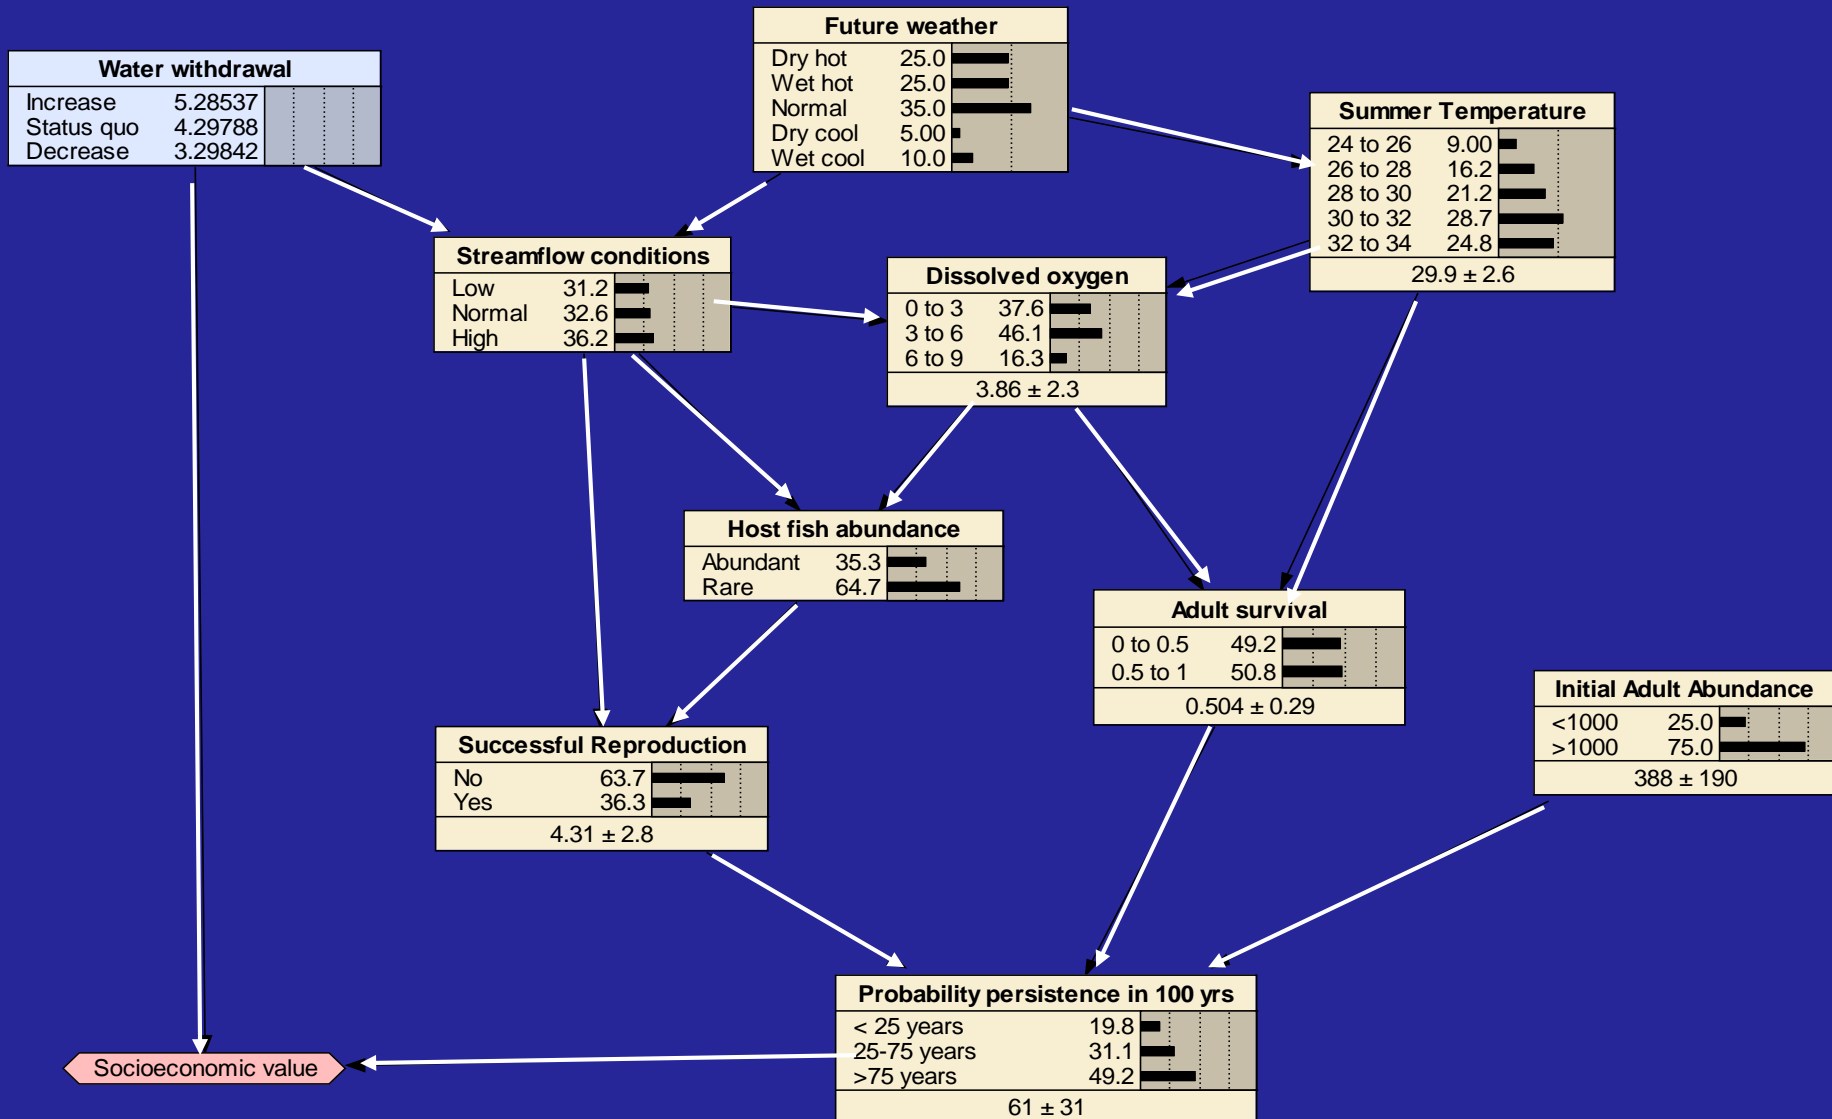 Future weather
Dry hot 25.0
Wet hot 25.0
Normal 35.0
Dry cool 5.00
Wet cool 10.0
Water withdrawal
Increase 5.28537
Status quo 4.29788
Decrease 3.29842
Summer Temperature
24 to 26 9.00
26 to 28 16.2
28 to 30 21.2
30 to 32 28.7
32 to 34 24.8
29.9 ± 2.6
Streamflow conditions
Low 31.2
Normal 32.6
High 36.2
Dissolved oxygen
0 to 3 37.6
3 to 6 46.1
6 to 9 16.3
3.86 ± 2.3
Host fish abundance
Abundant 35.3
Rare 64.7
Adult survival
0 to 0.5 49.2
0.5 to 1 50.8
0.504 ± 0.29
Initial Adult Abundance
<1000 25.0
>1000 75.0
388 ± 190
Successful Reproduction
No 63.7
Yes 36.3
4.31 ± 2.8
Probability persistence in 100 yrs
< 25 years 19.8
25-75 years 31.1
>75 years 49.2
61 ± 31
Socioeconomic value